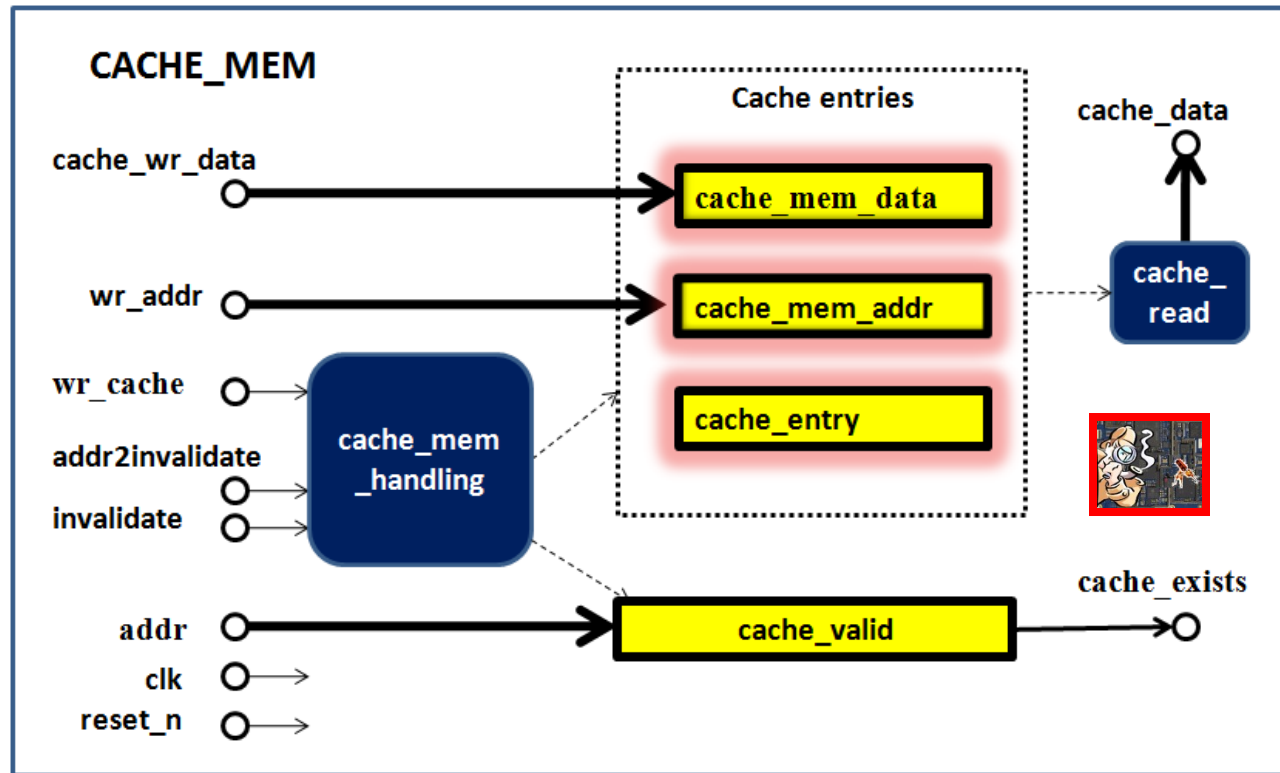 CACHE_MEM
Cache entries
cache_data
cache_wr_data
cache_mem_data
wr_addr
cache_mem_addr
cache_
read
wr_cache
cache_mem
_handling
cache_entry
addr2invalidate
invalidate
cache_exists
addr
cache_valid
clk
reset_n